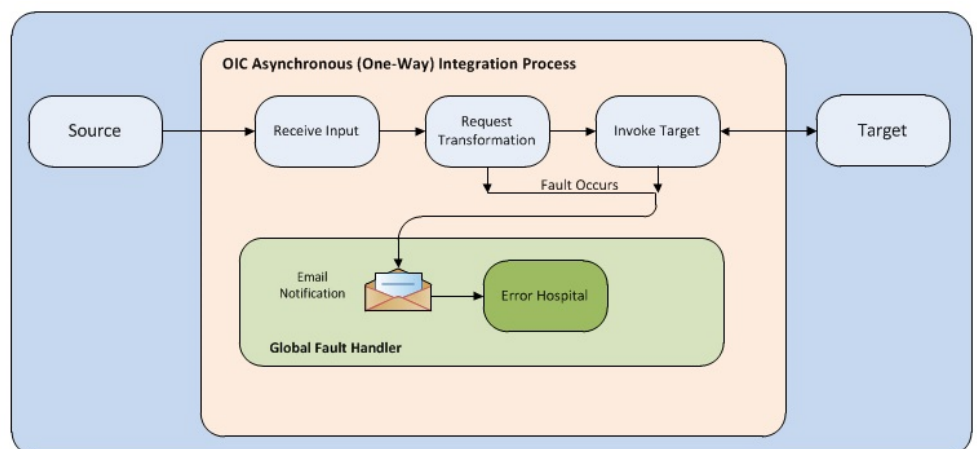 OIC Asynchronous (One-Way) Integration Process
Source
Receive Input
Request
Transformation
Invoke Target
Target
Fault Occurs
Email
Notification
Error Hospital
Global Fault Handler